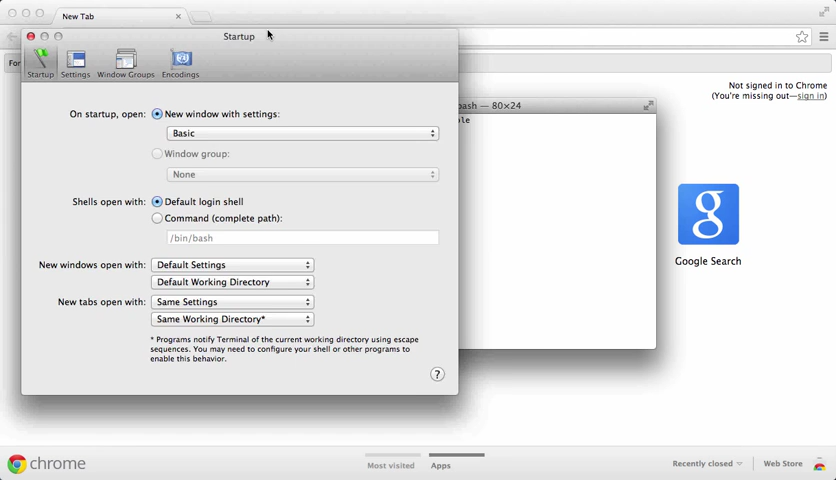 New Tab
Startup
For
Startup
Settings
Window Groups
Encodings
Not signed in to Chrome
(You're missing out—sign in)
On startup, open:
New window with settings:
bash — 80×24
Basic
Window group:
None
Shells open with:
Default login shell
Command (complete path):
/bin/bash
g
Google Search
New windows open with:
Default Settings
Default Working Directory
New tabs open with:
Same Settings
Same Working Directory*
* Programs notify Terminal of the current working directory using escape
sequences. You may need to configure your shell or other programs to
enable this behavior.
?
chrome
Most visited
Apps
Recently closed
Web Store